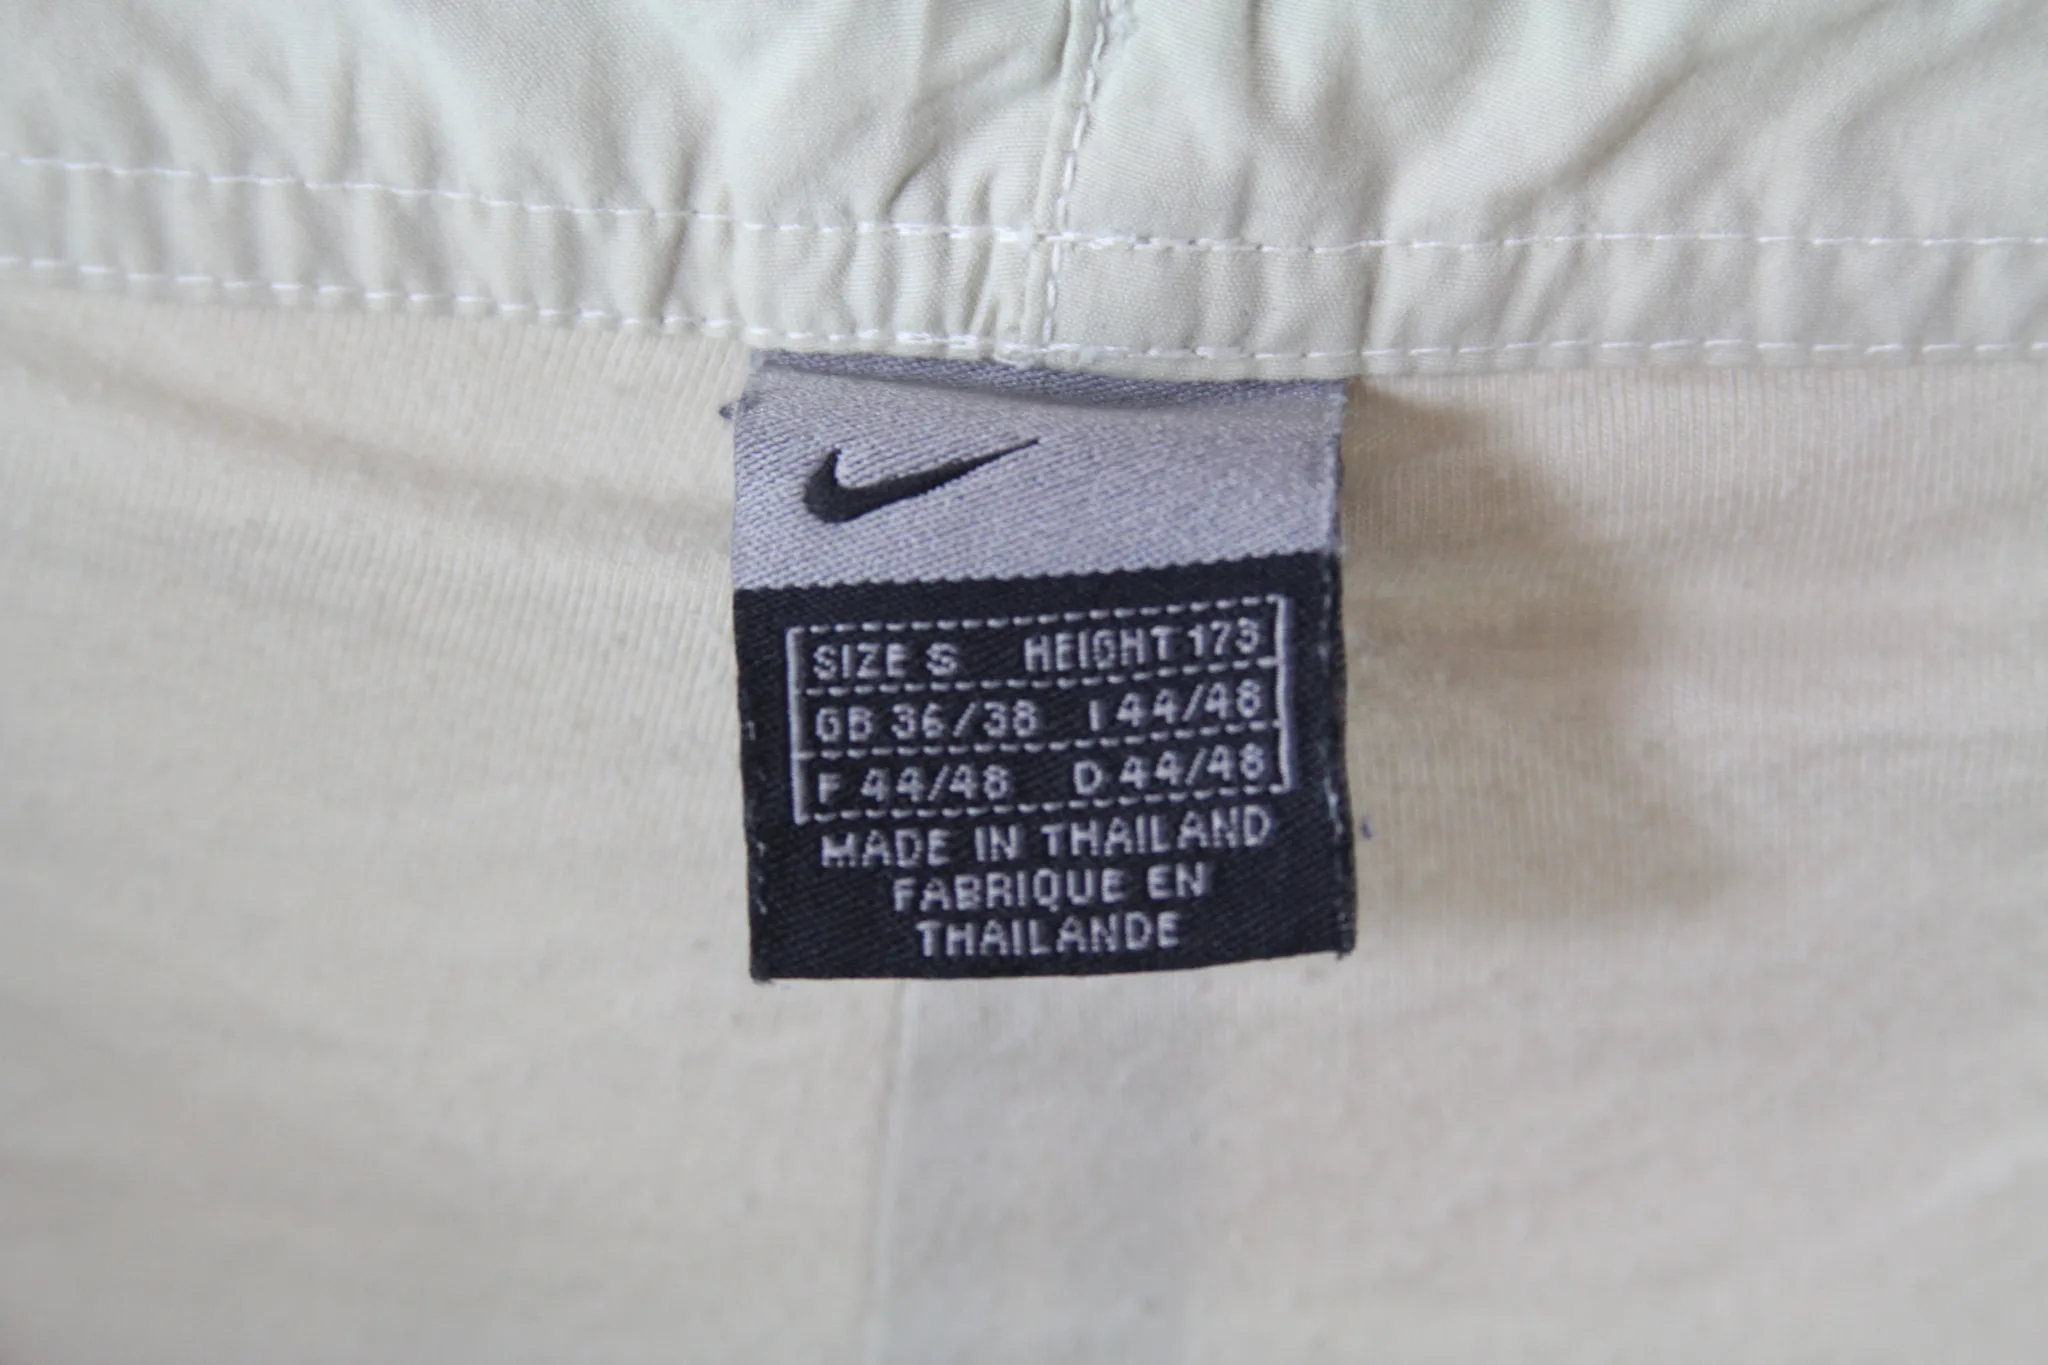 SIZE S HEIGHT 173
GB 36/38 I 44/48
F 44/48 D 44/48
MADE IN THAILAND
FABRIQUE EN
THAILANDE